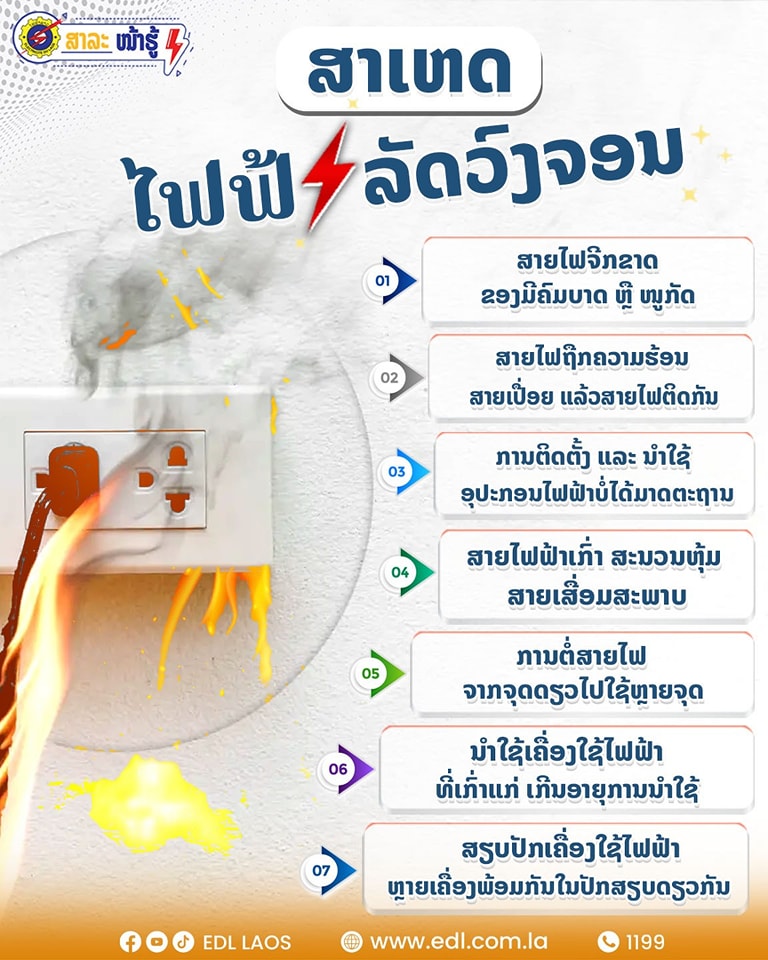 ສາລະ ໜ້າຮູ້
ສາເຫດ
ໄຟຟ້າ ລັດວົງຈອນ
01
ສາຍໄຟຈີກຂາດ
ຂອງມີຄົມບາດ ຫຼື ໜູກັດ
02
ສາຍໄຟຖືກຄວາມຮ້ອນ
ສາຍເປື່ອຍ ແລ້ວສາຍໄຟຕິດກັນ
03
ການຕິດຕັ້ງ ແລະ ນຳໃຊ້
ອຸປະກອນໄຟຟ້າບໍ່ໄດ້ມາດຕະຖານ
04
ສາຍໄຟຟ້າເກົ່າ ສະນວນຫຸ້ມ
ສາຍເສື່ອມສະພາບ
05
ການຕໍ່ສາຍໄຟ
ຈາກຈຸດດຽວໄປໃຊ້ຫຼາຍຈຸດ
06
ນຳໃຊ້ເຄື່ອງໃຊ້ໄຟຟ້າ
ທີ່ເກົ່າແກ່ ເກີນອາຍຸການນຳໃຊ້
07
ສຽບປັກເຄື່ອງໃຊ້ໄຟຟ້າ
ຫຼາຍເຄື່ອງພ້ອມກັນໃນປັກສຽບດຽວກັນ
EDL LAOS www.edl.com.la 1199